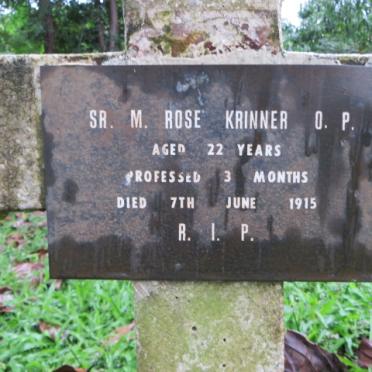 SR. M. ROSE KRINNER O. P.
AGED 22 YEARS
PROFESSED 3 MONTHS
DIED 7TH JUNE 1915
R. I. P.